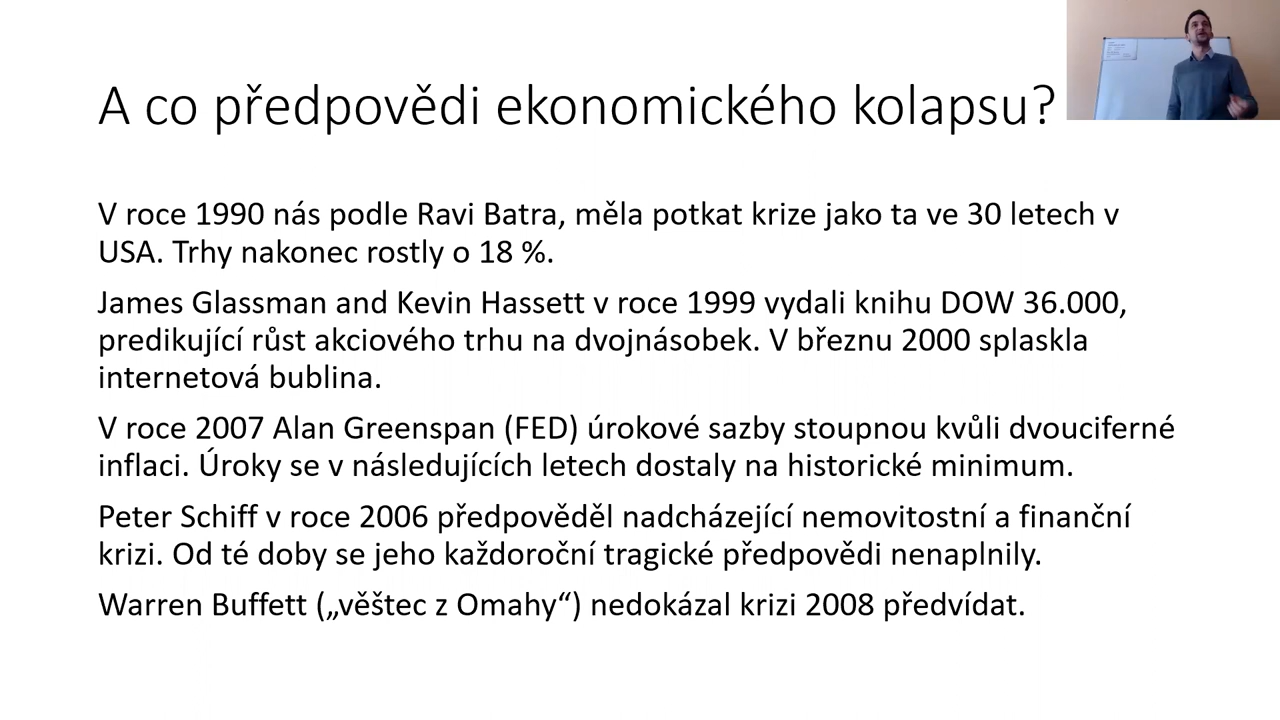 A co předpovědi ekonomického kolapsu?
V roce 1990 nás podle Ravi Batra, měla potkat krize jako ta ve 30 letech v
USA. Trhy nakonec rostly o 18 %.
James Glassman and Kevin Hassett v roce 1999 vydali knihu DOW 36.000,
predikující růst akciového trhu na dvojnásobek. V březnu 2000 splaskla
internetová bublina.
V roce 2007 Alan Greenspan (FED) úrokové sazby stoupnou kvůli dvouciferné
inflaci. Úroky se v následujících letech dostaly na historické minimum.
Peter Schiff v roce 2006 předpověděl nadcházející nemovitostní a finanční
krizi. Od té doby se jeho každoroční tragické předpovědi nenaplnily.
Warren Buffett („věštec z Omahy“) nedokázal krizi 2008 předvídat.